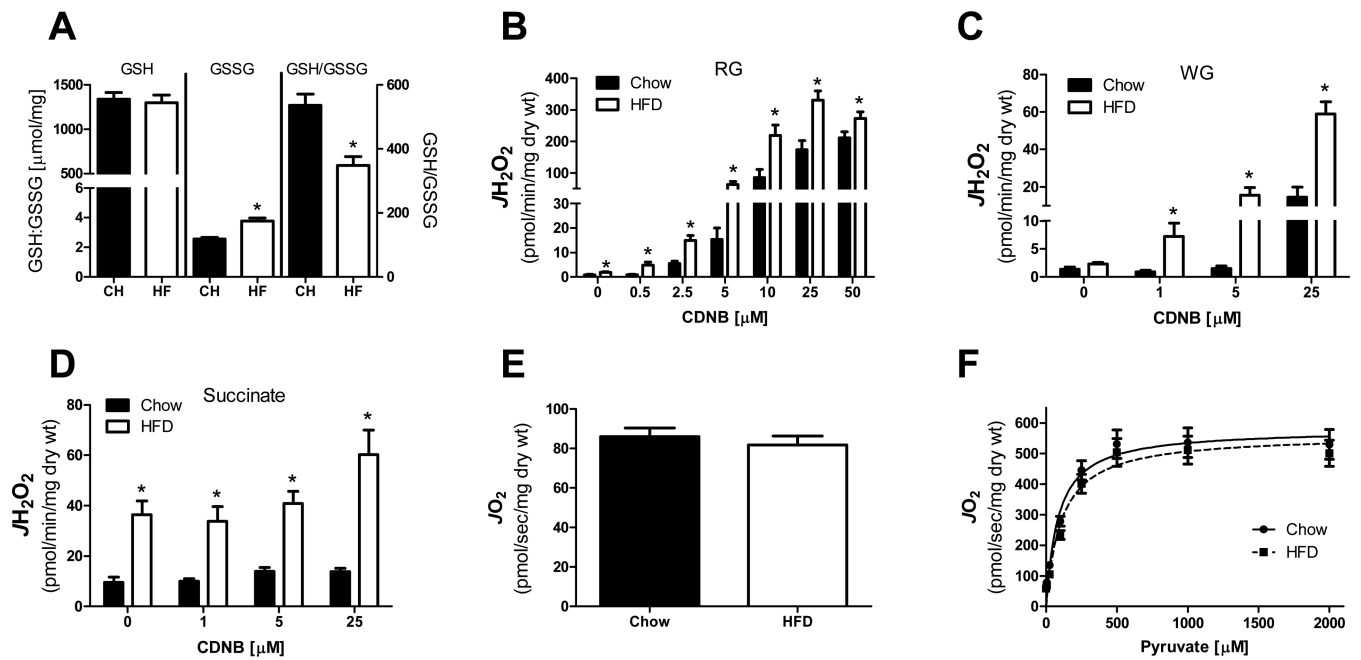 A
GSH GSSG GSH/GSSG
1500
1300
1100
500
6
4
2
0
600
400
200
0
GSH:GSSG [μmol/mg]
GSH/GSSG
*
*
CH HF CH HF CH HF
B
RG
Chow
HFD
400
300
200
100
30
20
10
0
JH2O2
(pmol/min/mg dry wt)
* * * * * * *
0 0.5 2.5 5 10 25 50
CDNB [μM]
C
WG
Chow
HFD
80
60
40
20
10
5
0
JH2O2
(pmol/min/mg dry wt)
* * *
0 1 5 25
CDNB [μM]
D
Succinate
Chow
HFD
80
60
40
20
0
JH2O2
(pmol/min/mg dry wt)
* * * *
0 1 5 25
CDNB [μM]
E
100
80
60
40
20
0
JO2
(pmol/sec/mg dry wt)
Chow HFD
F
600
500
400
300
200
100
0
JO2
(pmol/sec/mg dry wt)
Chow
HFD
0 500 1000 1500 2000
Pyruvate [μM]